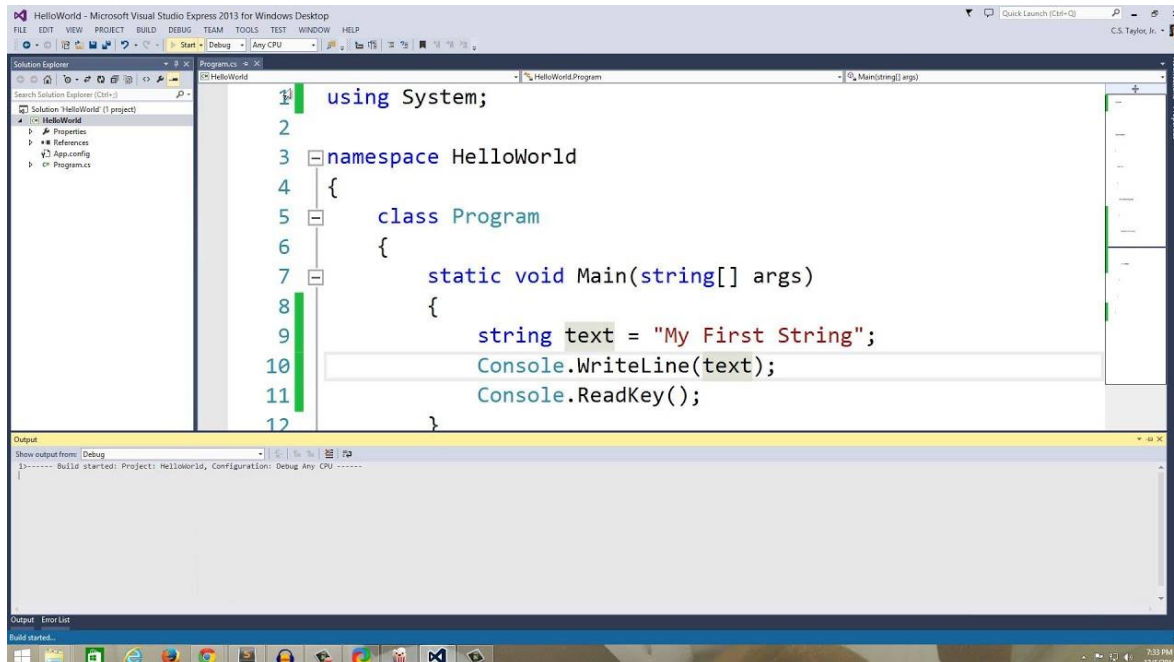 HelloWorld - Microsoft Visual Studio Express 2013 for Windows Desktop
Quick Launch (Ctrl+Q)
FILE EDIT VIEW PROJECT BUILD DEBUG TEAM TOOLS TEST WINDOW HELP
C.S. Taylor, Jr.
Start Debug Any CPU
Solution Explorer
Program.cs
HelloWorld
HelloWorld.Program
Main(string[] args)
Search Solution Explorer (Ctrl+;)
Solution 'HelloWorld' (1 project)
HelloWorld
Properties
References
App.config
Program.cs
1 using System;
2
3 namespace HelloWorld
4 {
5 class Program
6 {
7 static void Main(string[] args)
8 {
9 string text = "My First String";
10 Console.WriteLine(text);
11 Console.ReadKey();
12 }
Output
Show output from: Debug
1>------ Build started: Project: HelloWorld, Configuration: Debug Any CPU ------
Output Error List
Build started...
7:33 PM